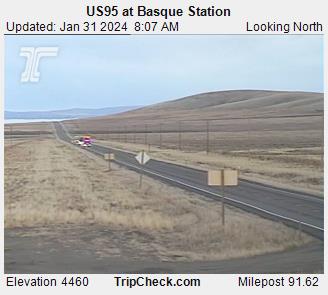 US95 at Basque Station
Updated: Jan 31 2024 8:07 AM Looking North
Elevation 4460 TripCheck.com Milepost 91.62